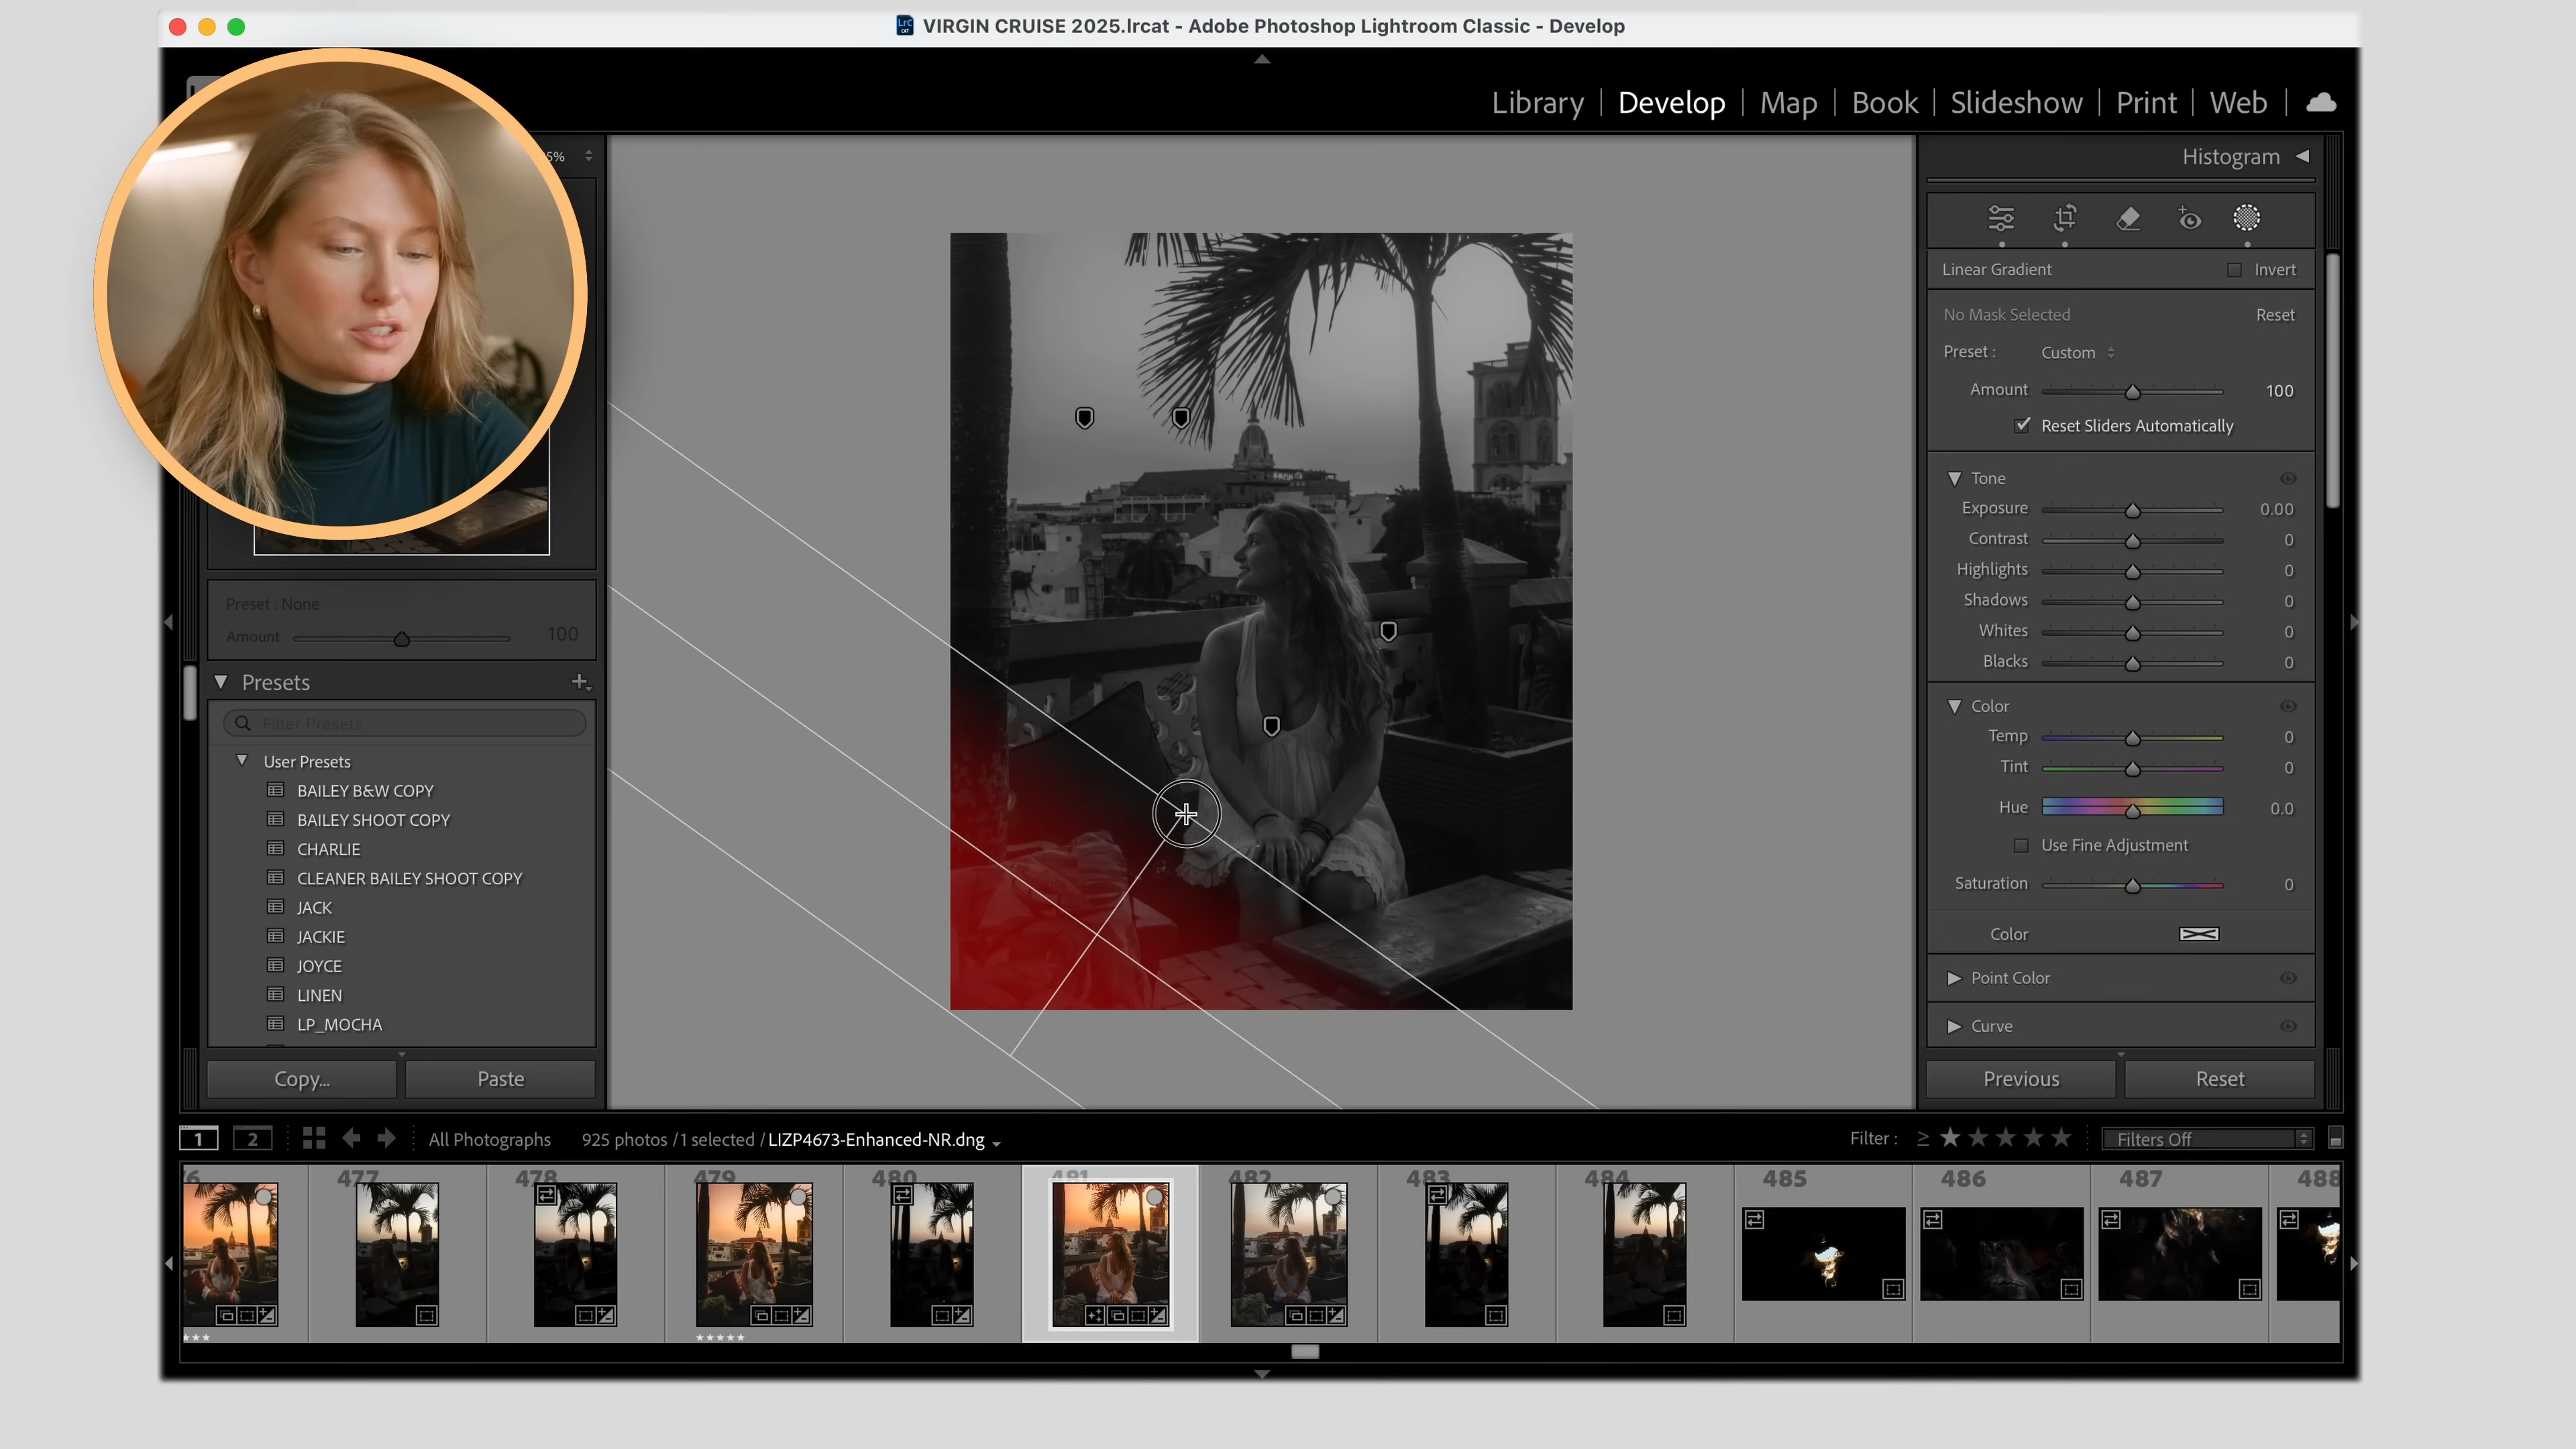 VIRGIN CRUISE 2025.lrcat - Adobe Photoshop Lightroom Classic - Develop
Library | Develop | Map | Book | Slideshow | Print | Web
5%
Histogram
Linear Gradient Invert
No Mask Selected Reset
Preset : Custom
Amount 100
Reset Sliders Automatically
Tone
Exposure 0.00
Contrast 0
Highlights 0
Shadows 0
Whites 0
Blacks 0
Color
Temp 0
Tint 0
Hue 0.0
Use Fine Adjustment
Saturation 0
Color
Point Color
Curve
Previous Reset
Preset : None
Amount 100
Presets
Filter Presets
User Presets
BAILEY B&W COPY
BAILEY SHOOT COPY
CHARLIE
CLEANER BAILEY SHOOT COPY
JACK
JACKIE
JOYCE
LINEN
LP_MOCHA
Copy... Paste
1 2 All Photographs 925 photos /1 selected /LIZP4673-Enhanced-NR.dng Filter : ≥ Filters Off
6 477 478 479 480 481 482 483 484 485 486 487 488